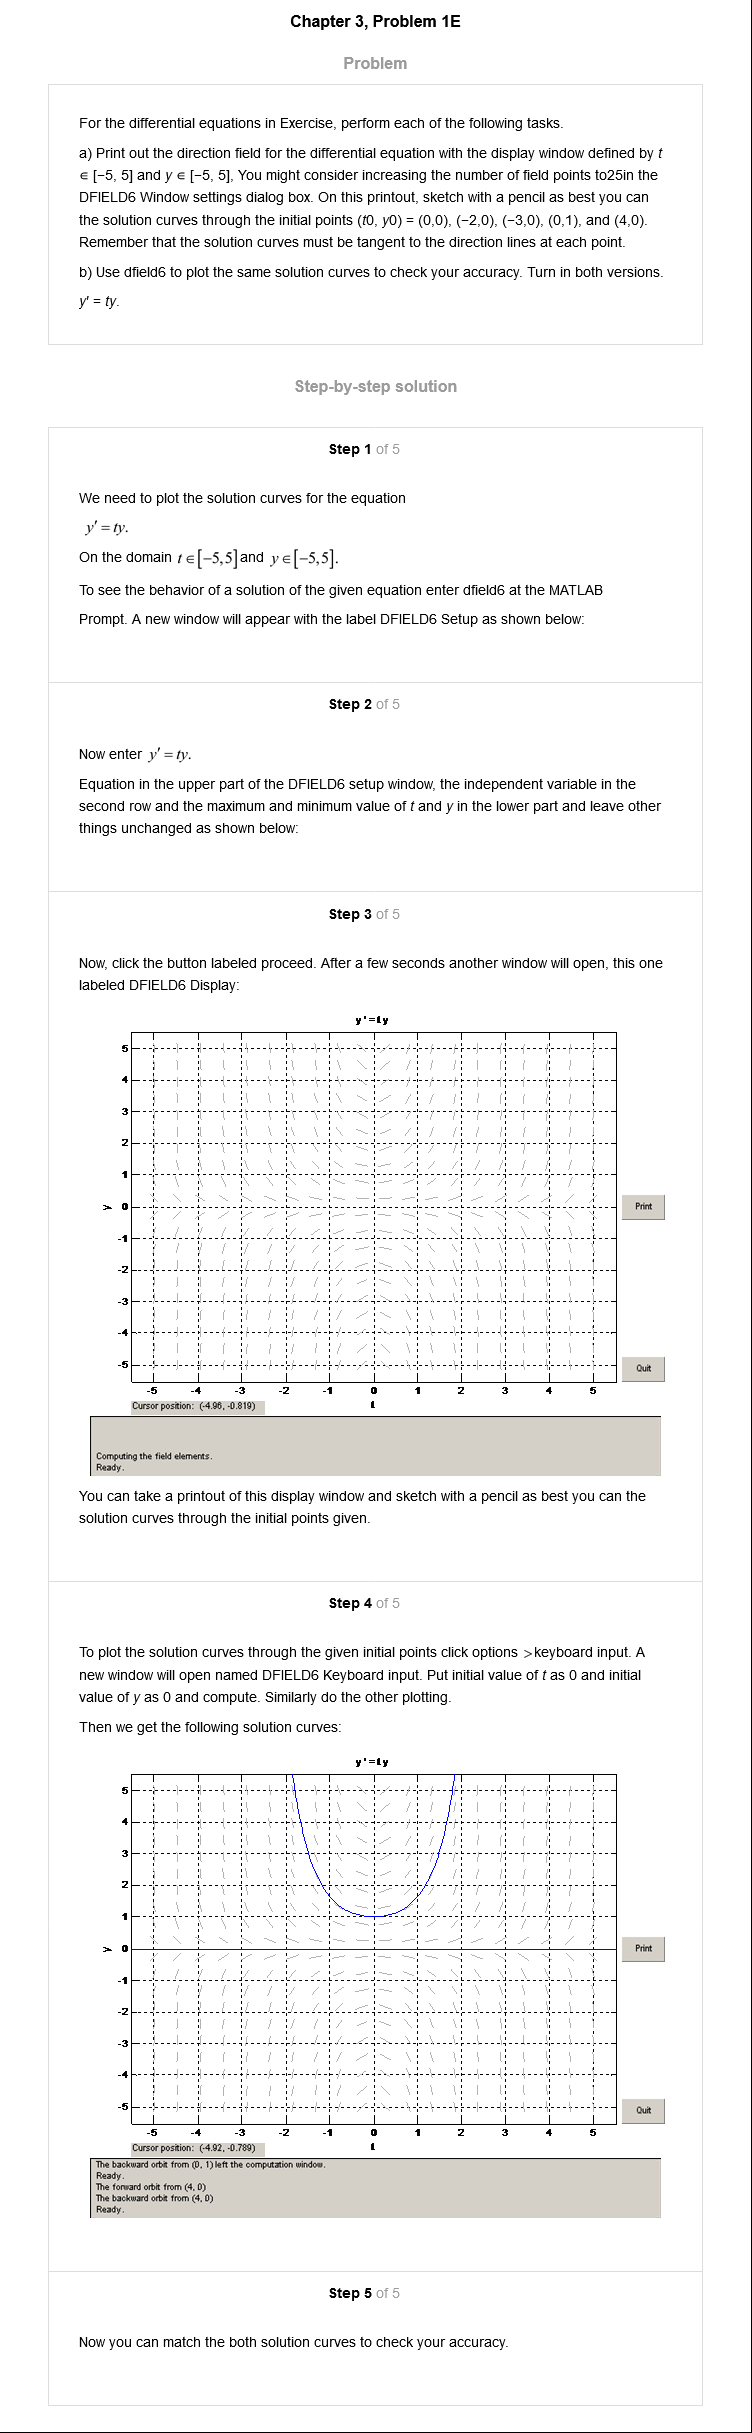 Chapter 3, Problem 1E
Problem
For the differential equations in Exercise, perform each of the following tasks.
a) Print out the direction field for the differential equation with the display window defined by t
∈ [−5, 5] and y ∈ [−5, 5], You might consider increasing the number of field points to25in the
DFIELD6 Window settings dialog box. On this printout, sketch with a pencil as best you can
the solution curves through the initial points (t0, y0) = (0,0), (−2,0), (−3,0), (0,1), and (4,0).
Remember that the solution curves must be tangent to the direction lines at each point.
b) Use dfield6 to plot the same solution curves to check your accuracy. Turn in both versions.
y′ = ty.
Step-by-step solution
Step 1 of 5
We need to plot the solution curves for the equation
y′ = ty.
On the domain t ∈ [−5,5] and y ∈ [−5,5].
To see the behavior of a solution of the given equation enter dfield6 at the MATLAB
Prompt. A new window will appear with the label DFIELD6 Setup as shown below:
Step 2 of 5
Now enter y′ = ty.
Equation in the upper part of the DFIELD6 setup window, the independent variable in the
second row and the maximum and minimum value of t and y in the lower part and leave other
things unchanged as shown below:
Step 3 of 5
Now, click the button labeled proceed. After a few seconds another window will open, this one
labeled DFIELD6 Display:
y ' = t y
5
4
3
2
1
y 0
Print
-1
-2
-3
-4
-5
Quit
-5 -4 -3 -2 -1 0 1 2 3 4 5
Cursor position: (-4.96, -0.819)
t
Computing the field elements.
Ready.
You can take a printout of this display window and sketch with a pencil as best you can the
solution curves through the initial points given.
Step 4 of 5
To plot the solution curves through the given initial points click options >keyboard input. A
new window will open named DFIELD6 Keyboard input. Put initial value of t as 0 and initial
value of y as 0 and compute. Similarly do the other plotting.
Then we get the following solution curves:
y ' = t y
5
4
3
2
1
y 0
Print
-1
-2
-3
-4
-5
Quit
-5 -4 -3 -2 -1 0 1 2 3 4 5
Cursor position: (-4.92, -0.789)
t
The backward orbit from (0, 1) left the computation window.
Ready.
The forward orbit from (4, 0)
The backward orbit from (4, 0)
Ready.
Step 5 of 5
Now you can match the both solution curves to check your accuracy.